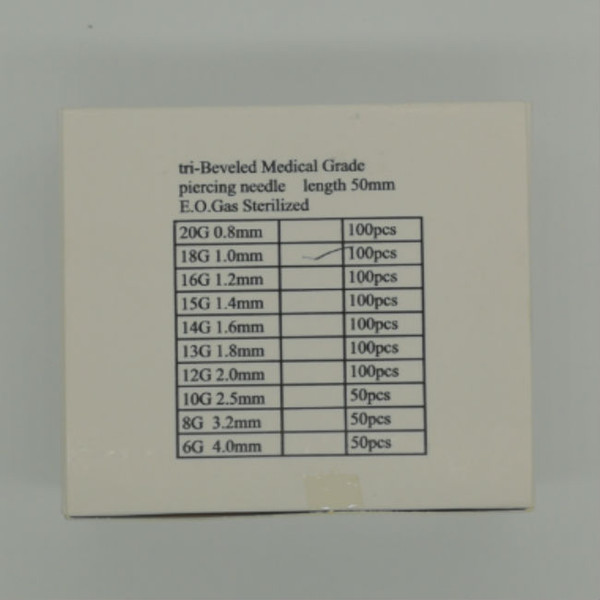 tri-Beveled Medical Grade
piercing needle length 50mm
E.O.Gas Sterilized
20G 0.8mm 100pcs
18G 1.0mm 100pcs
16G 1.2mm 100pcs
15G 1.4mm 100pcs
14G 1.6mm 100pcs
13G 1.8mm 100pcs
12G 2.0mm 100pcs
10G 2.5mm 50pcs
8G 3.2mm 50pcs
6G 4.0mm 50pcs